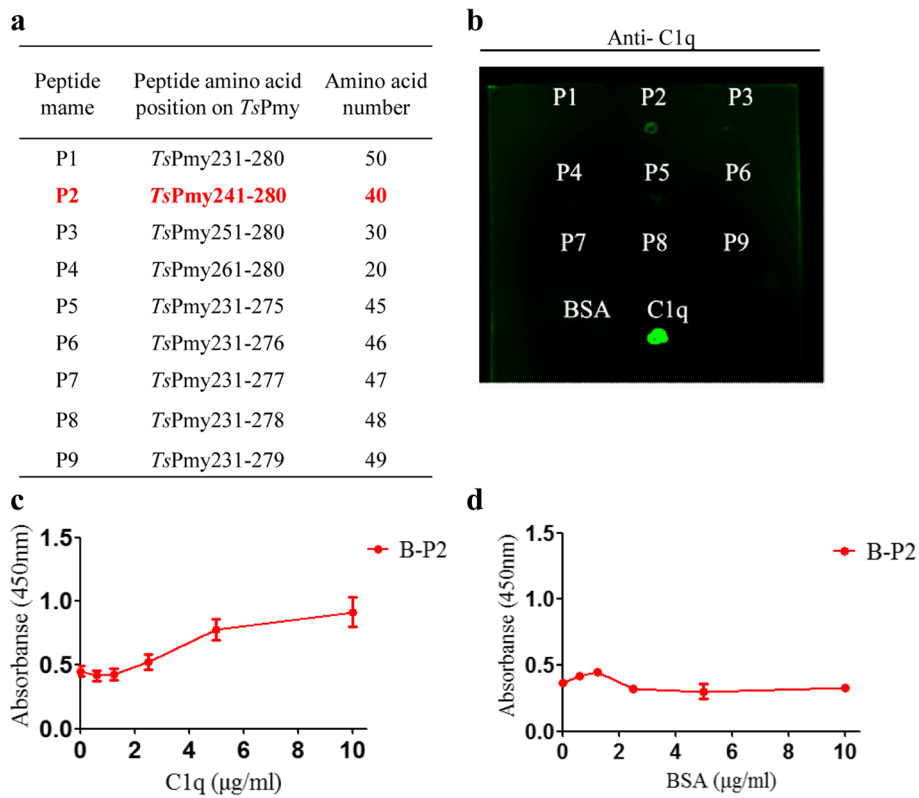 a
Peptide mame Peptide amino acid position on TsPmy Amino acid number
P1 TsPmy231-280 50
P2 TsPmy241-280 40
P3 TsPmy251-280 30
P4 TsPmy261-280 20
P5 TsPmy231-275 45
P6 TsPmy231-276 46
P7 TsPmy231-277 47
P8 TsPmy231-278 48
P9 TsPmy231-279 49
b
Anti- C1q
P1 P2 P3
P4 P5 P6
P7 P8 P9
BSA C1q
c
Absorbanse (450nm)
1.5
1.0
0.5
0.0
0 2 4 6 8 10
C1q (μg/ml)
B-P2
d
Absorbanse (450nm)
1.5
1.0
0.5
0.0
0 2 4 6 8 10
BSA (μg/ml)
B-P2